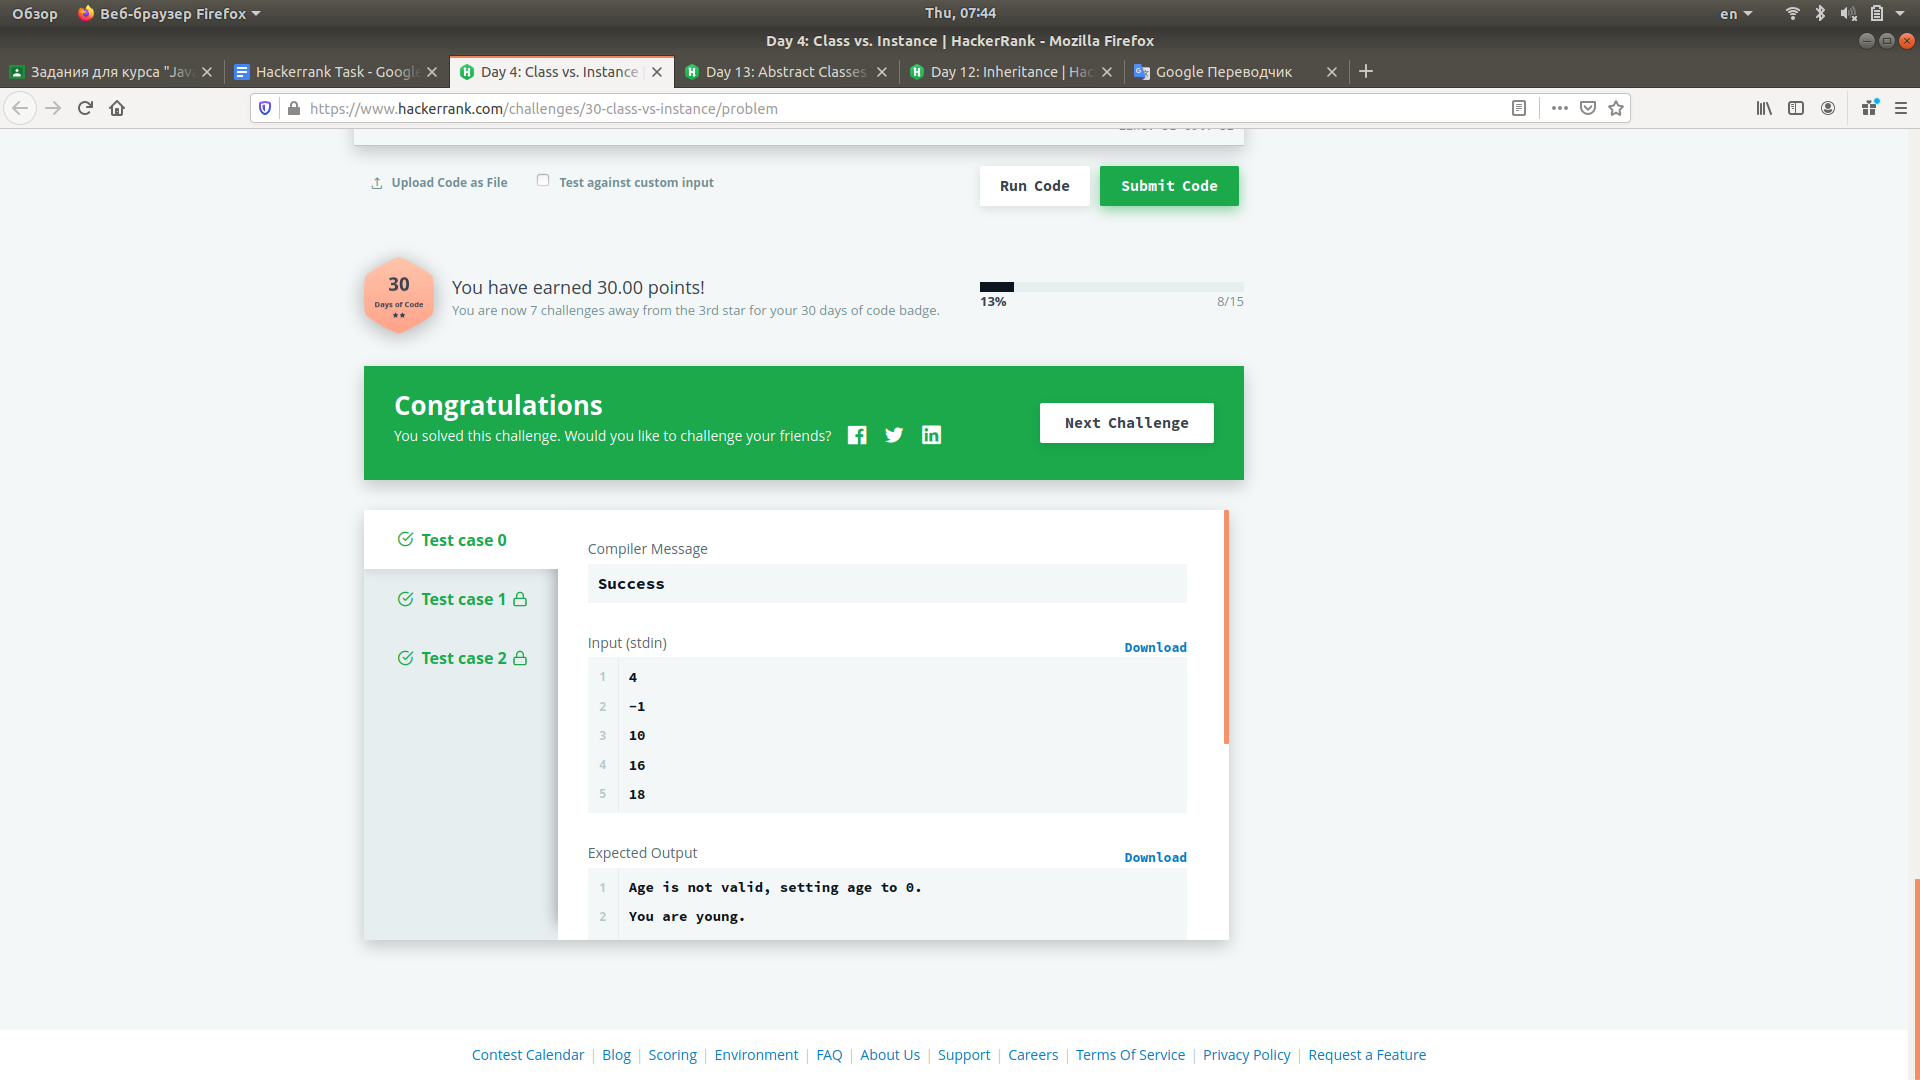 Обзор Веб-браузер Firefox Thu, 07:44 en
Day 4: Class vs. Instance | HackerRank - Mozilla Firefox
Задания для курса "Jav Hackerrank Task - Google Day 4: Class vs. Instance Day 13: Abstract Classes Day 12: Inheritance | Hac Google Переводчик
https://www.hackerrank.com/challenges/30-class-vs-instance/problem
Upload Code as File Test against custom input Run Code Submit Code
30
Days of Code
You have earned 30.00 points!
You are now 7 challenges away from the 3rd star for your 30 days of code badge.
13% 8/15
Congratulations
You solved this challenge. Would you like to challenge your friends?
Next Challenge
Test case 0
Test case 1
Test case 2
Compiler Message
Success
Input (stdin) Download
1 4
2 -1
3 10
4 16
5 18
Expected Output Download
1 Age is not valid, setting age to 0.
2 You are young.
Contest Calendar | Blog | Scoring | Environment | FAQ | About Us | Support | Careers | Terms Of Service | Privacy Policy | Request a Feature